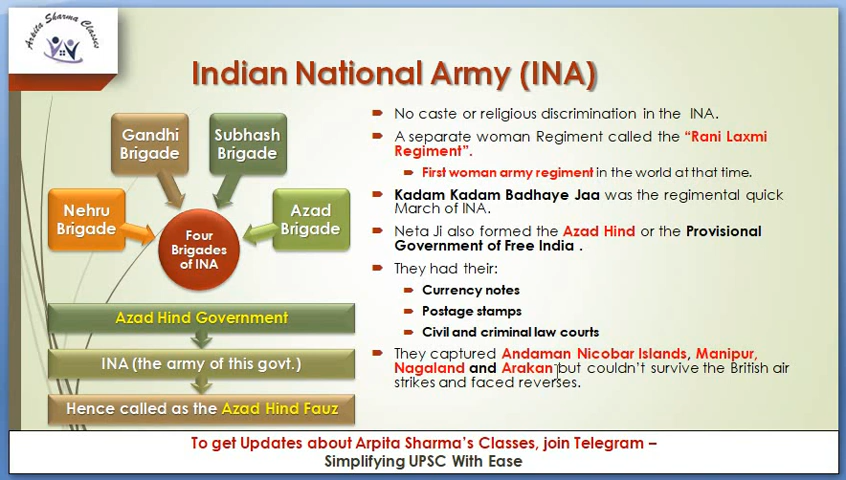 Arpita Sharma Classes
Indian National Army (INA)
Gandhi
Brigade
Subhash
Brigade
Nehru
Brigade
Azad
Brigade
Four
Brigades
of INA
Azad Hind Government
INA (the army of this govt.)
Hence called as the Azad Hind Fauz
No caste or religious discrimination in the INA.
A separate woman Regiment called the “Rani Laxmi
Regiment”.
First woman army regiment in the world at that time.
Kadam Kadam Badhaye Jaa was the regimental quick
March of INA.
Neta Ji also formed the Azad Hind or the Provisional
Government of Free India .
They had their:
Currency notes
Postage stamps
Civil and criminal law courts
They captured Andaman Nicobar Islands, Manipur,
Nagaland and Arakan but couldn’t survive the British air
strikes and faced reverses.
To get Updates about Arpita Sharma’s Classes, join Telegram –
Simplifying UPSC With Ease